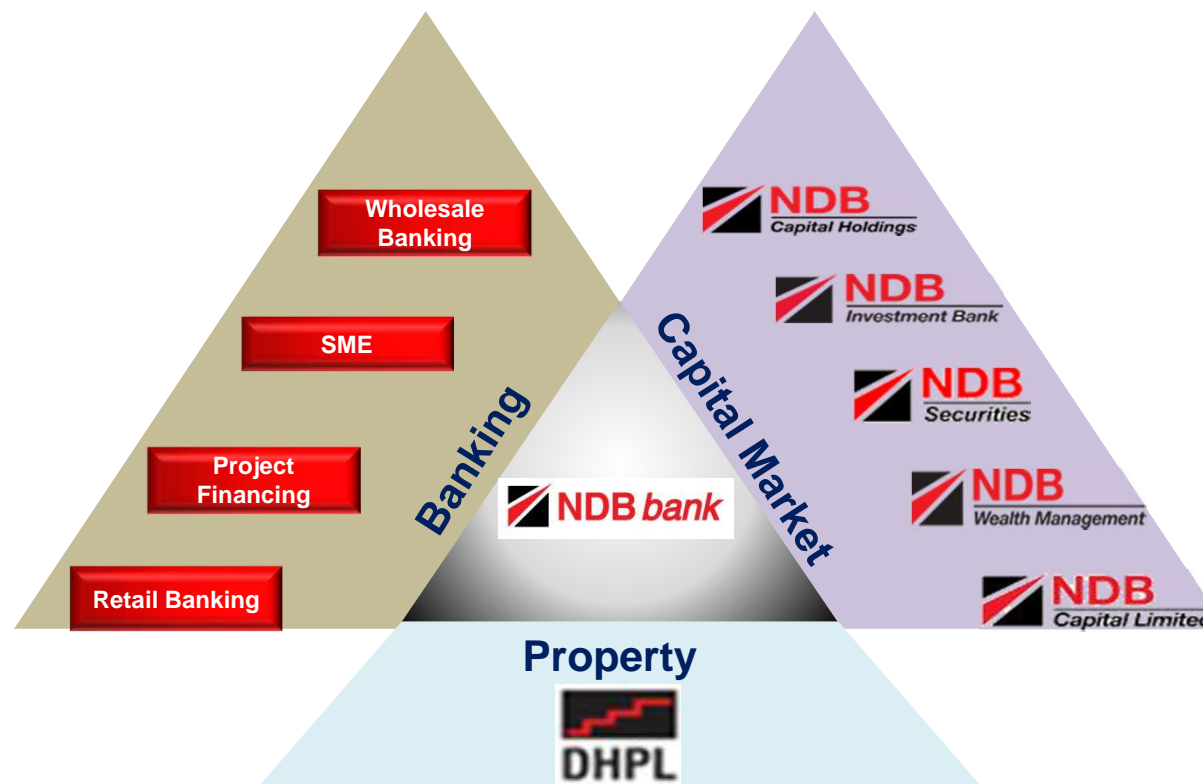 Wholesale
Banking
SME
Project
Financing
Retail Banking
Banking
NDB bank
Capital Market
NDB
Capital Holdings
NDB
Investment Bank
NDB
Securities
NDB
Wealth Management
NDB
Capital Limited
Property
DHPL